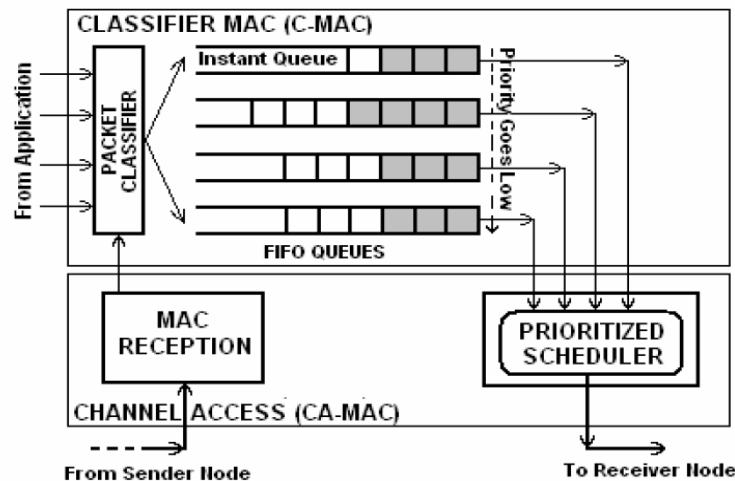 CLASSIFIER MAC (C-MAC)
From Application
PACKET
CLASSIFIER
Instant Queue
Priority Goes Low
FIFO QUEUES
MAC
RECEPTION
PRIORITIZED
SCHEDULER
CHANNEL ACCESS (CA-MAC)
From Sender Node
To Receiver Node